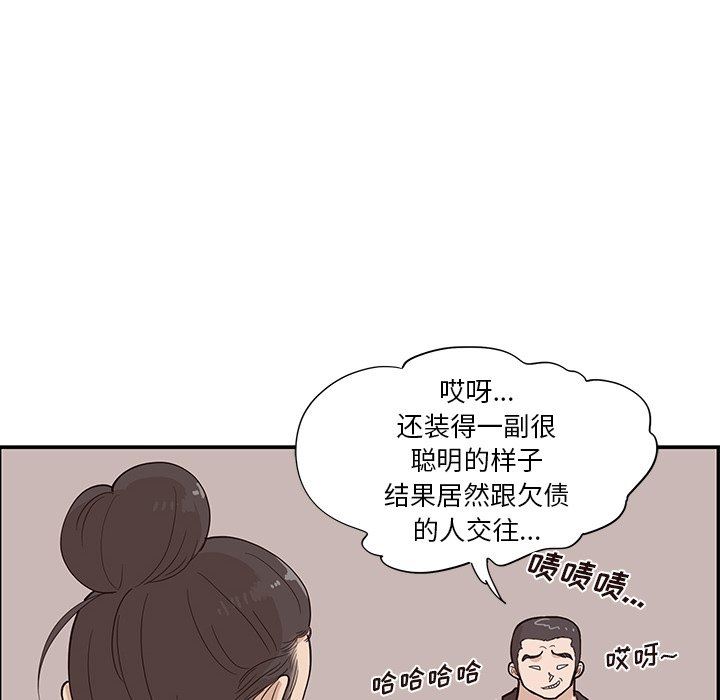 哎呀...
还装得一副很
聪明的样子
结果居然跟欠债
的人交往...
啧啧啧...
哎呀~
哈哈哈哈